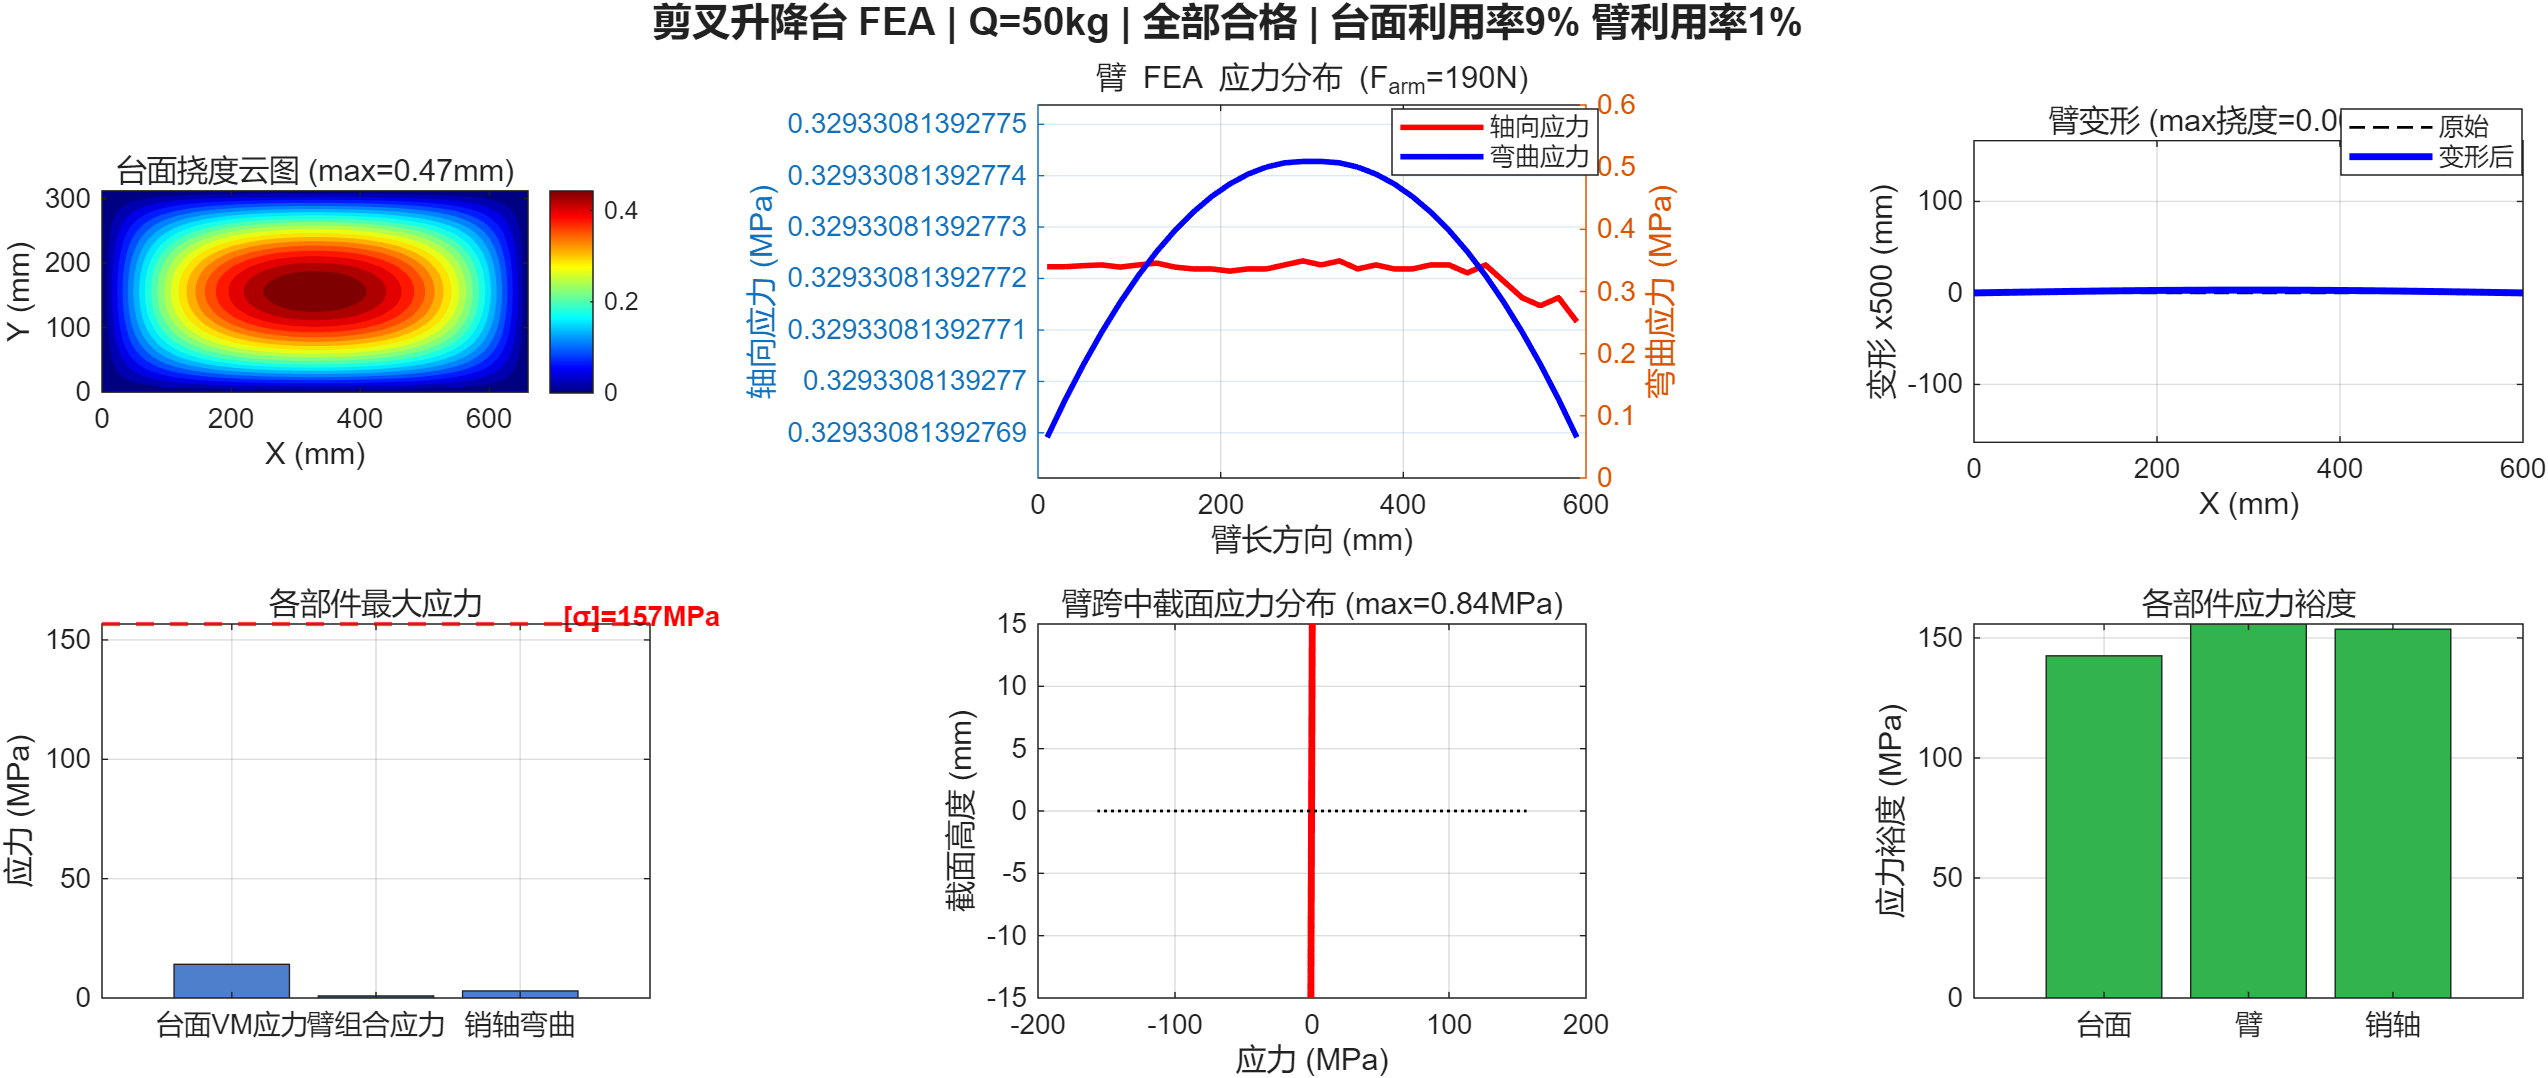 剪叉升降台 FEA | Q=50kg | 全部合格 | 台面利用率9% 臂利用率1%
台面挠度云图 (max=0.47mm)
300
200
100
0
Y (mm)
0 200 400 600
X (mm)
0.4
0.2
0
臂 FEA 应力分布 (Farm=190N)
0.32933081392775
0.32933081392774
0.32933081392773
0.32933081392772
0.32933081392771
0.3293308139277
0.32933081392769
轴向应力 (MPa)
0.6
0.5
0.4
0.3
0.2
0.1
0
弯曲应力 (MPa)
轴向应力
弯曲应力
0 200 400 600
臂长方向 (mm)
臂变形 (max挠度=0.0
原始
变形后
100
0
-100
变形 x500 (mm)
0 200 400 600
X (mm)
各部件最大应力
[σ]=157MPa
150
100
50
0
应力 (MPa)
台面VM应力 臂组合应力 销轴弯曲
臂跨中截面应力分布 (max=0.84MPa)
15
10
5
0
-5
-10
-15
截面高度 (mm)
-200 -100 0 100 200
应力 (MPa)
各部件应力裕度
150
100
50
0
应力裕度 (MPa)
台面 臂 销轴